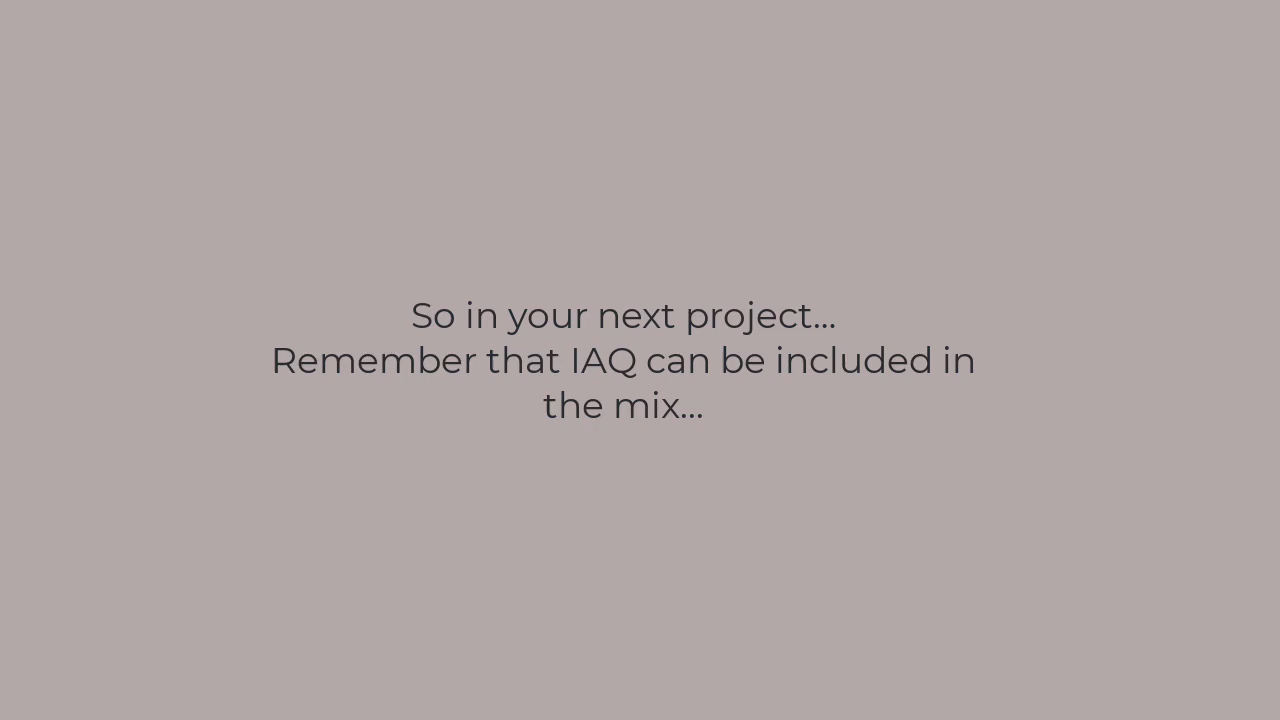 So in your next project...
Remember that IAQ can be included in
the mix...